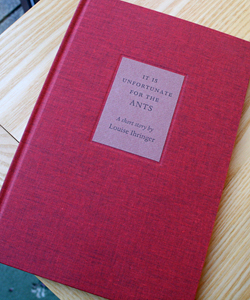 IT IS
UNFORTUNATE
FOR THE
ANTS
A short story by
Louise Ihringer